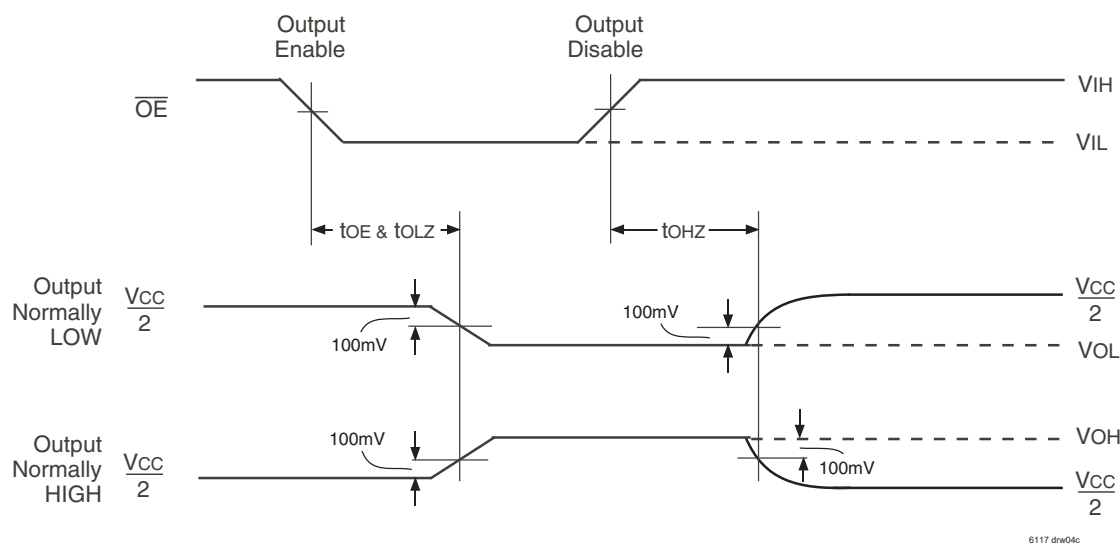 Output
Enable
Output
Disable
OE
VIH
VIL
tOE & tOLZ
tOHZ
Output
Normally
LOW
VCC
2
100mV
100mV
VCC
2
VOL
Output
Normally
HIGH
VCC
2
100mV
VOH
100mV
VCC
2
6117 drw04c